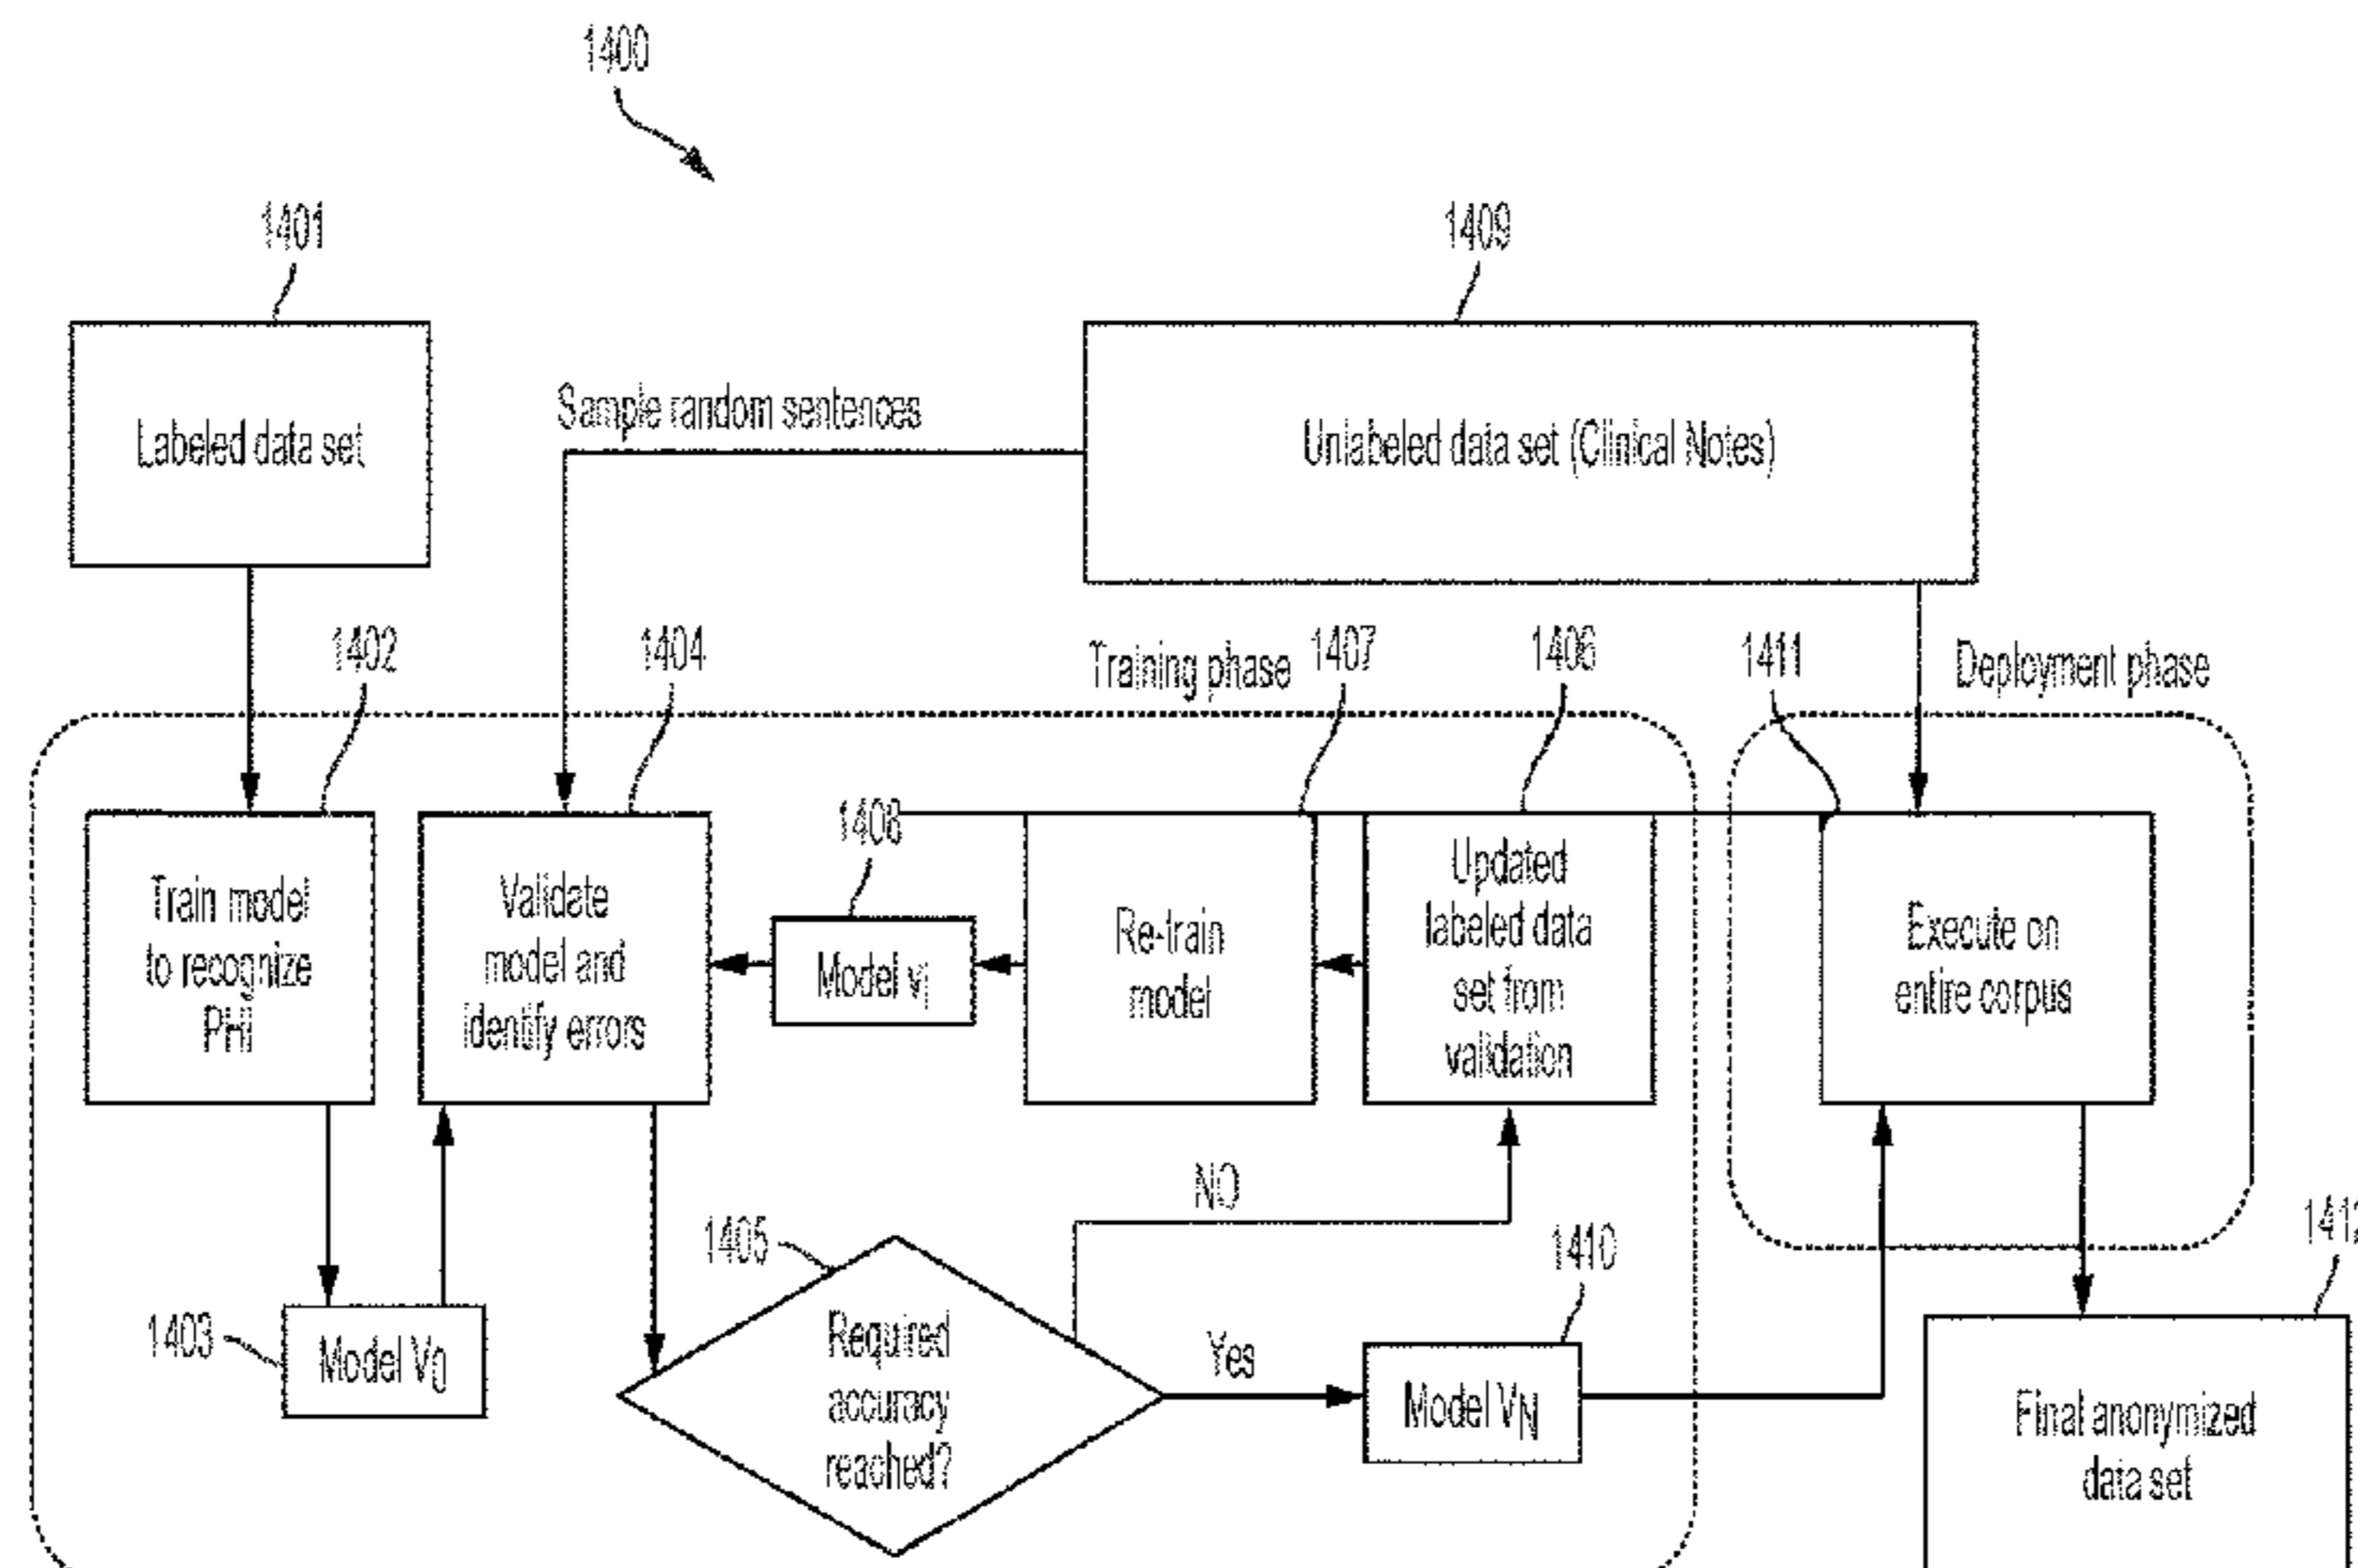 1400
1401
1409
Labeled data set
Sample random sentences
Unlabeled data set (Clinical Notes)
1402
1404
Training phase
1407
1406
1411
Deployment phase
1408
Train model
to recognize
PHI
Validate
model and
identify errors
Model vi
Re-train
model
Updated
labeled data
set from
validation
Execute on
entire corpus
NO
1405
1410
1412
1403
Model V0
Required
accuracy
reached?
Yes
Model VN
Final anonymized
data set